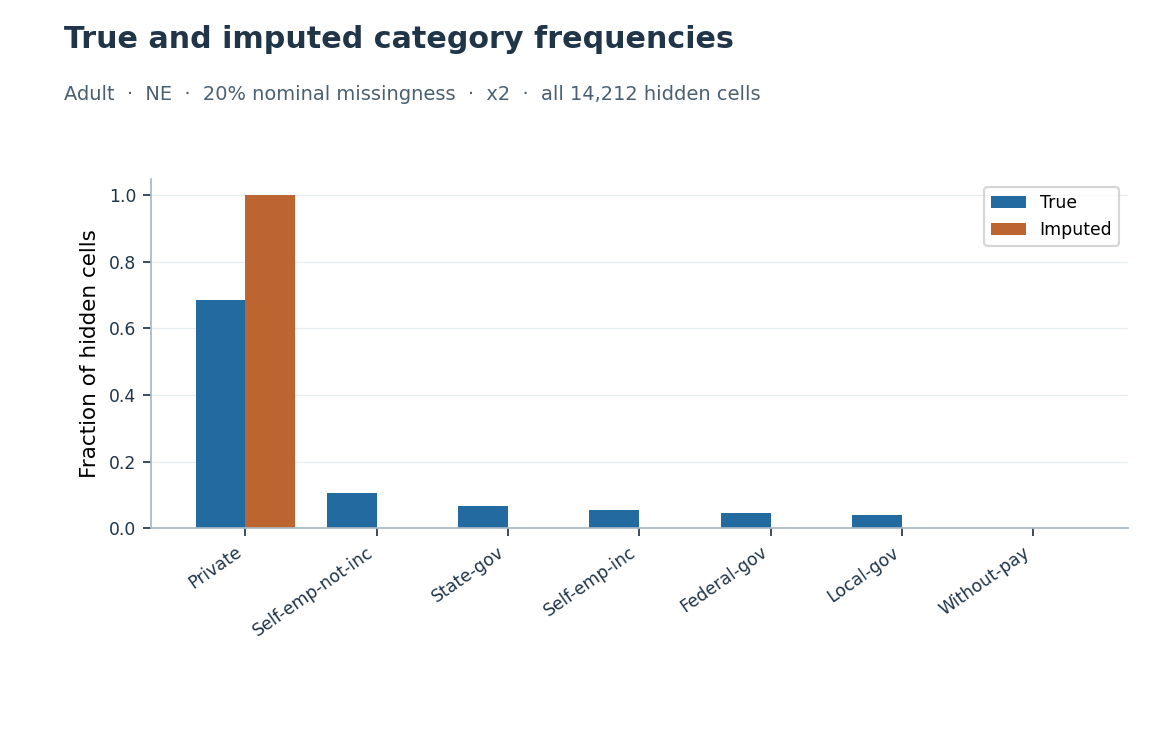 True and imputed category frequencies
Adult · NE · 20% nominal missingness · x2 · all 14,212 hidden cells
Fraction of hidden cells
1.0
0.8
0.6
0.4
0.2
0.0
True
Imputed
Private
Self-emp-not-inc
State-gov
Self-emp-inc
Federal-gov
Local-gov
Without-pay